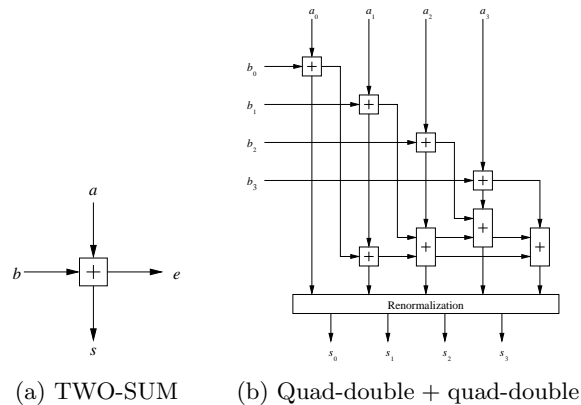 a₀ a₁ a₂ a₃
b₀ +
b₁ +
b₂ +
b₃ +
+ + + +
Renormalization
s₀ s₁ s₂ s₃
a
b + e
s
(a) TWO-SUM (b) Quad-double + quad-double